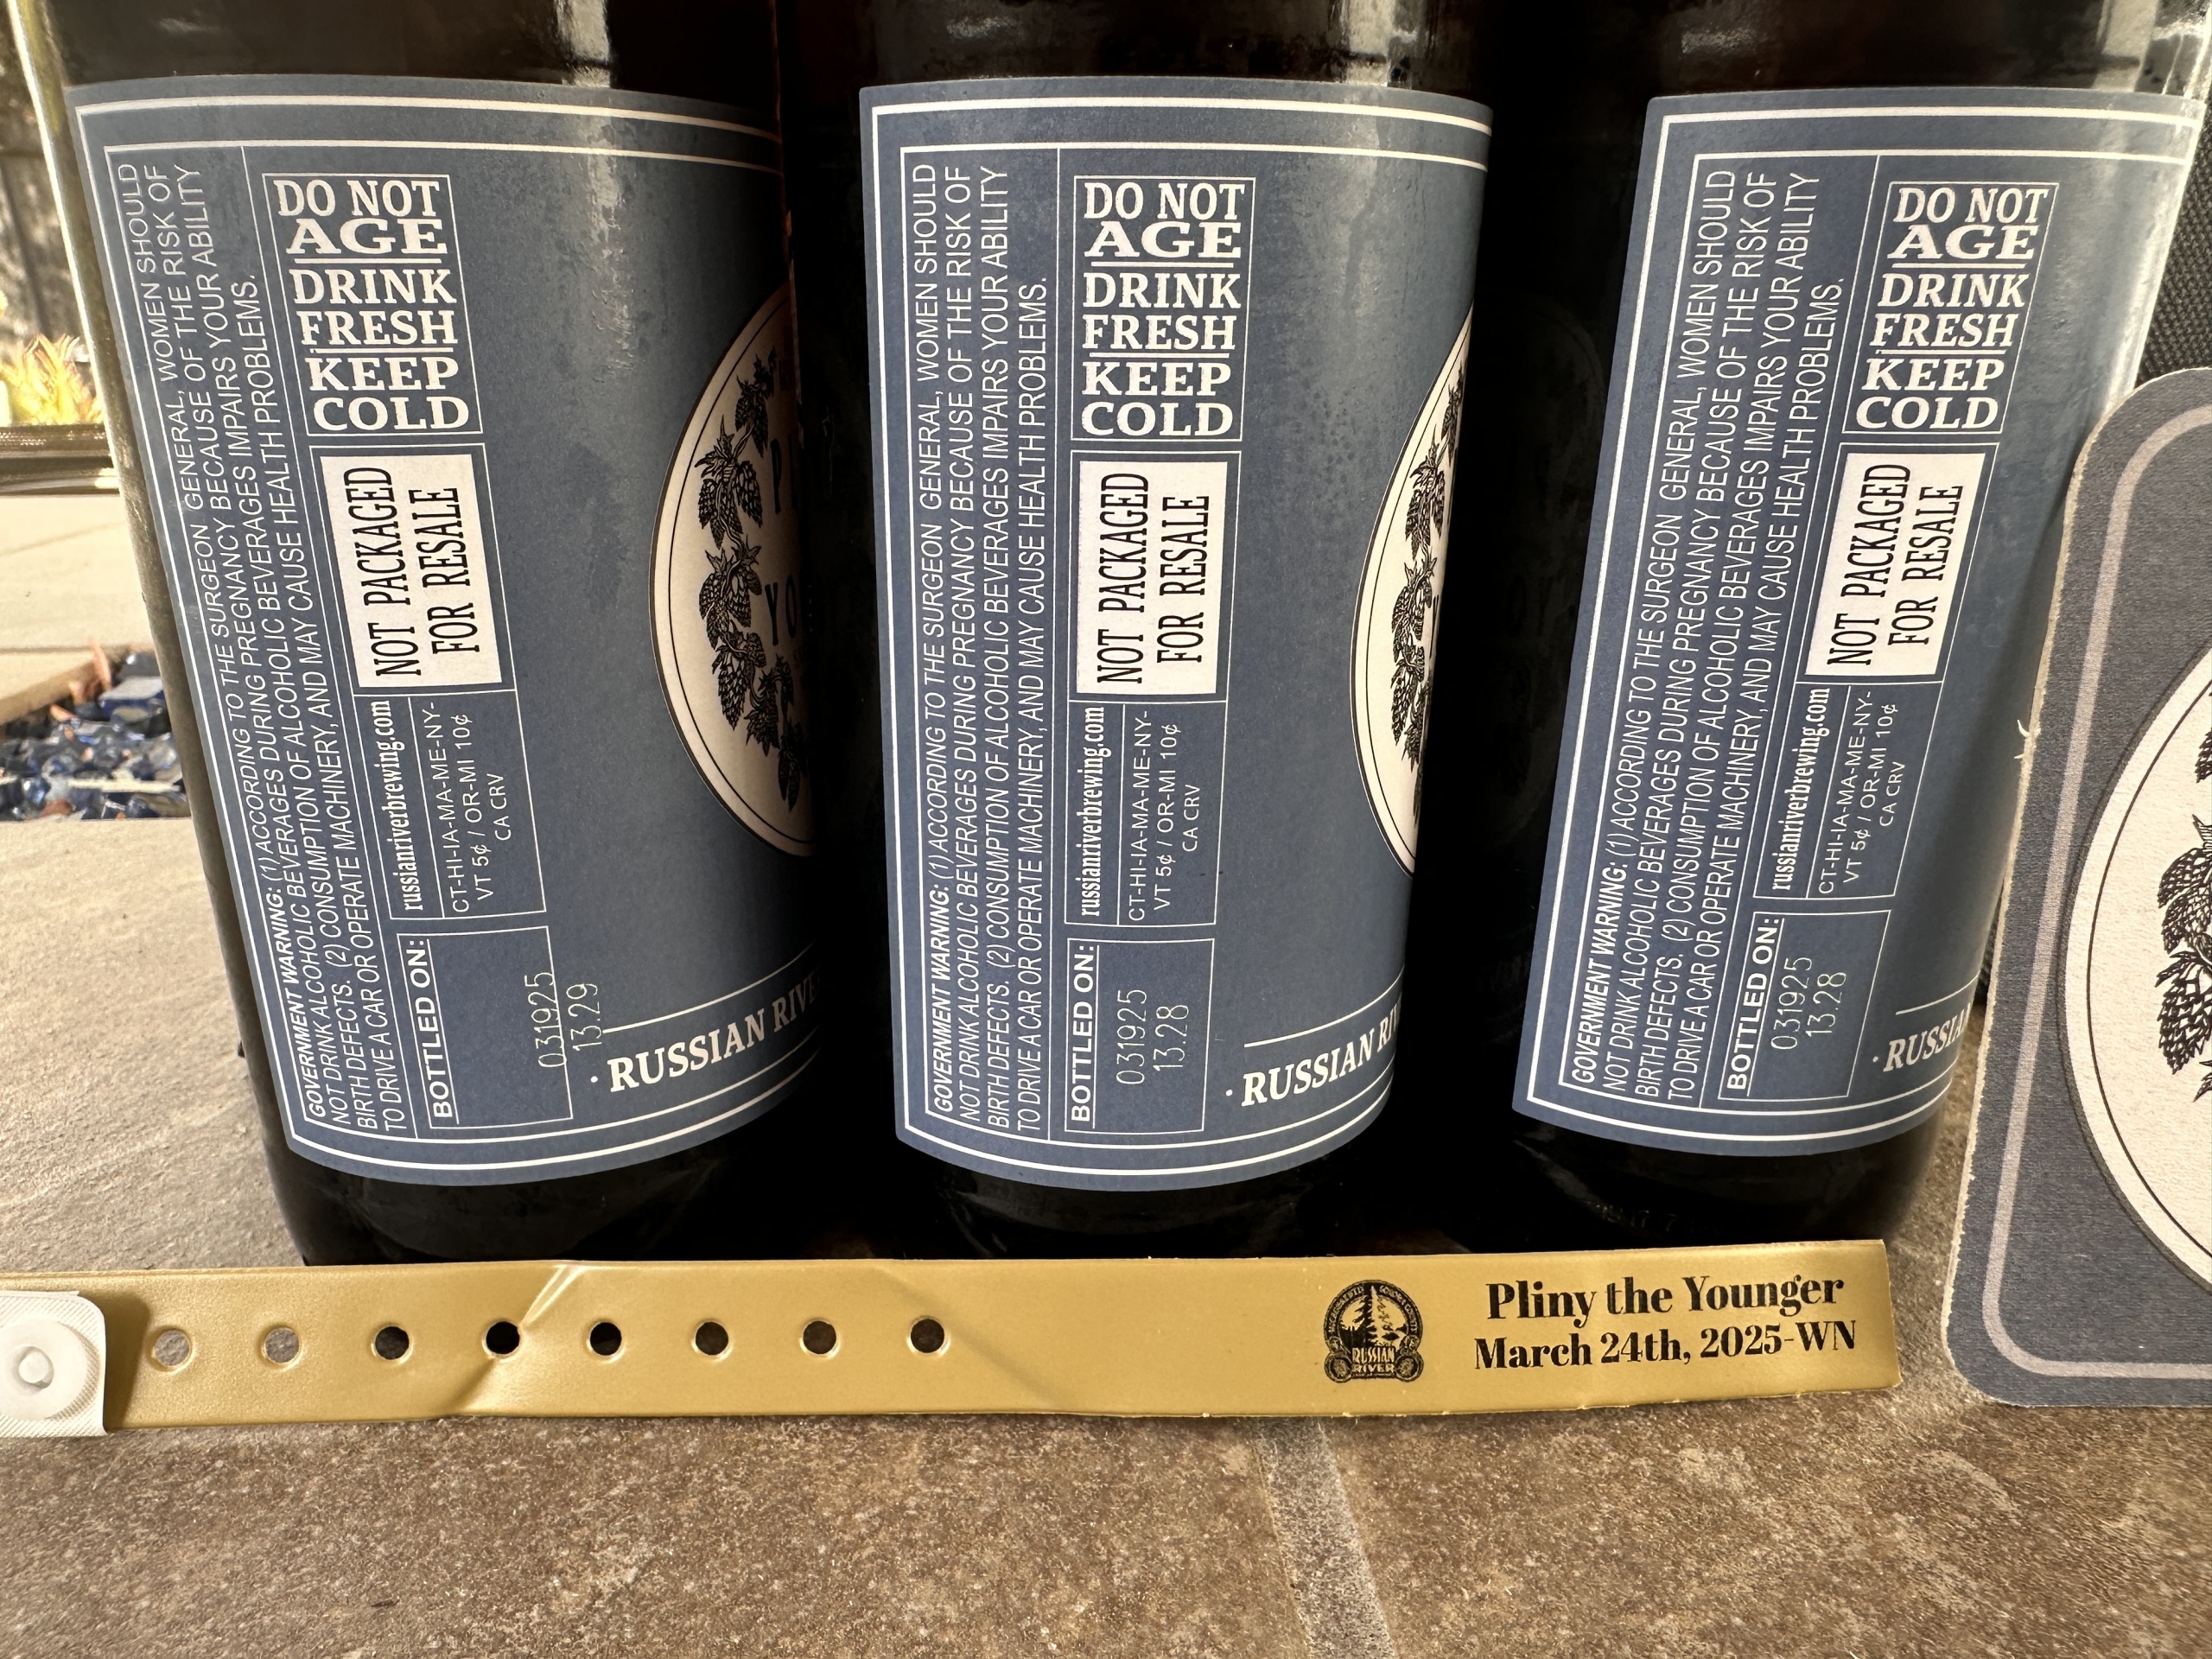 GOVERNMENT WARNING: (1) ACCORDING TO THE SURGEON GENERAL, WOMEN SHOULD
NOT DRINK ALCOHOLIC BEVERAGES DURING PREGNANCY BECAUSE OF THE RISK OF
BIRTH DEFECTS. (2) CONSUMPTION OF ALCOHOLIC BEVERAGES IMPAIRS YOUR ABILITY
TO DRIVE A CAR OR OPERATE MACHINERY, AND MAY CAUSE HEALTH PROBLEMS.
DO NOT
AGE
DRINK
FRESH
KEEP
COLD
NOT PACKAGED
FOR RESALE
russianriverbrewing.com
CT-HI-IA-MA-ME-NY-
VT 5¢ / OR-MI 10¢
CA CRV
BOTTLED ON:
031925
13.29
· RUSSIAN RIVE
GOVERNMENT WARNING: (1) ACCORDING TO THE SURGEON GENERAL, WOMEN SHOULD
NOT DRINK ALCOHOLIC BEVERAGES DURING PREGNANCY BECAUSE OF THE RISK OF
BIRTH DEFECTS. (2) CONSUMPTION OF ALCOHOLIC BEVERAGES IMPAIRS YOUR ABILITY
TO DRIVE A CAR OR OPERATE MACHINERY, AND MAY CAUSE HEALTH PROBLEMS.
DO NOT
AGE
DRINK
FRESH
KEEP
COLD
NOT PACKAGED
FOR RESALE
russianriverbrewing.com
CT-HI-IA-MA-ME-NY-
VT 5¢ / OR-MI 10¢
CA CRV
BOTTLED ON:
031925
13.28
· RUSSIAN RI
GOVERNMENT WARNING: (1) ACCORDING TO THE SURGEON GENERAL, WOMEN SHOULD
NOT DRINK ALCOHOLIC BEVERAGES DURING PREGNANCY BECAUSE OF THE RISK OF
BIRTH DEFECTS. (2) CONSUMPTION OF ALCOHOLIC BEVERAGES IMPAIRS YOUR ABILITY
TO DRIVE A CAR OR OPERATE MACHINERY, AND MAY CAUSE HEALTH PROBLEMS.
DO NOT
AGE
DRINK
FRESH
KEEP
COLD
NOT PACKAGED
FOR RESALE
russianriverbrewing.com
CT-HI-IA-MA-ME-NY-
VT 5¢ / OR-MI 10¢
CA CRV
BOTTLED ON:
031925
13.28
· RUSSIA
RUSSIAN
RIVER
Pliny the Younger
March 24th, 2025-WN